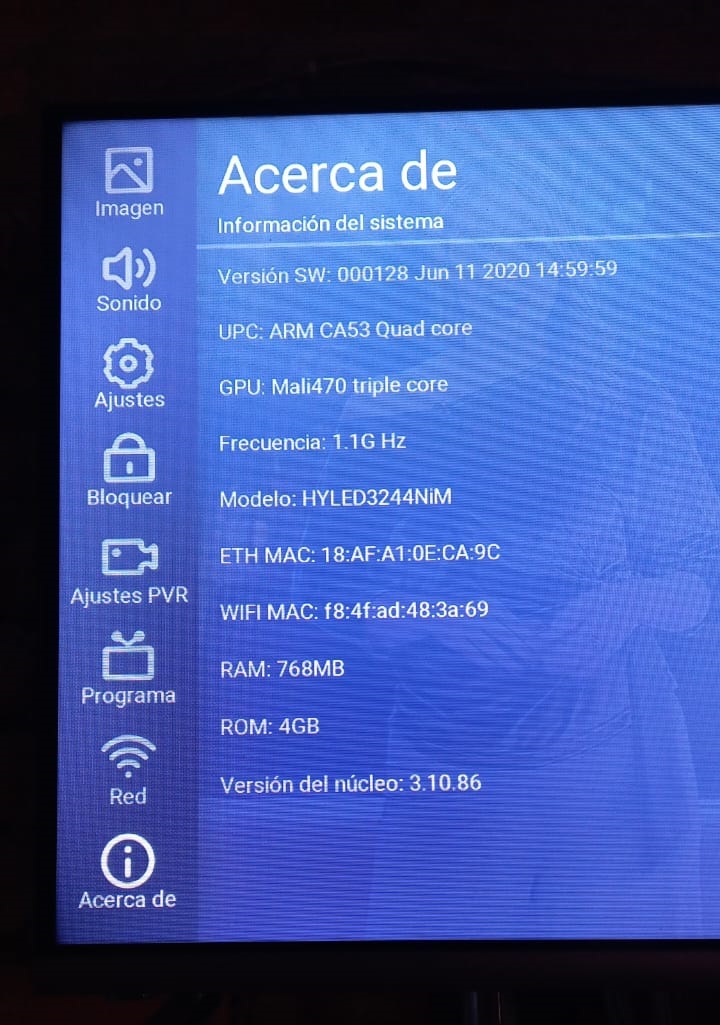 Imagen
Sonido
Ajustes
Bloquear
Ajustes PVR
Programa
Red
Acerca de
Acerca de
Información del sistema
Versión SW: 000128 Jun 11 2020 14:59:59
UPC: ARM CA53 Quad core
GPU: Mali470 triple core
Frecuencia: 1.1G Hz
Modelo: HYLED3244NiM
ETH MAC: 18:AF:A1:0E:CA:9C
WIFI MAC: f8:4f:ad:48:3a:69
RAM: 768MB
ROM: 4GB
Versión del núcleo: 3.10.86